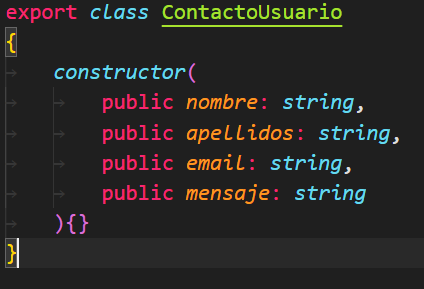 export class ContactoUsuario
{
constructor(
public nombre: string,
public apellidos: string,
public email: string,
public mensaje: string
){}
}